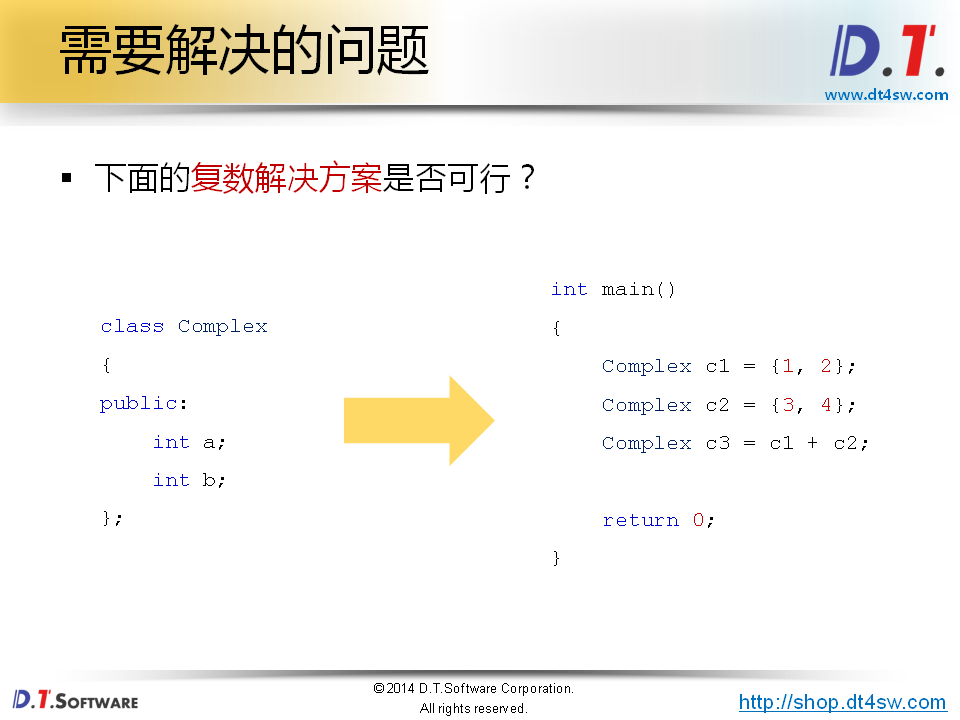 需要解决的问题
D.T.
www.dt4sw.com
▪ 下面的复数解决方案是否可行？
class Complex
{
public:
    int a;
    int b;
};
int main()
{
    Complex c1 = {1, 2};
    Complex c2 = {3, 4};
    Complex c3 = c1 + c2;
    return 0;
}
D.T.SOFTWARE
©2014 D.T.Software Corporation.
All rights reserved.
http://shop.dt4sw.com